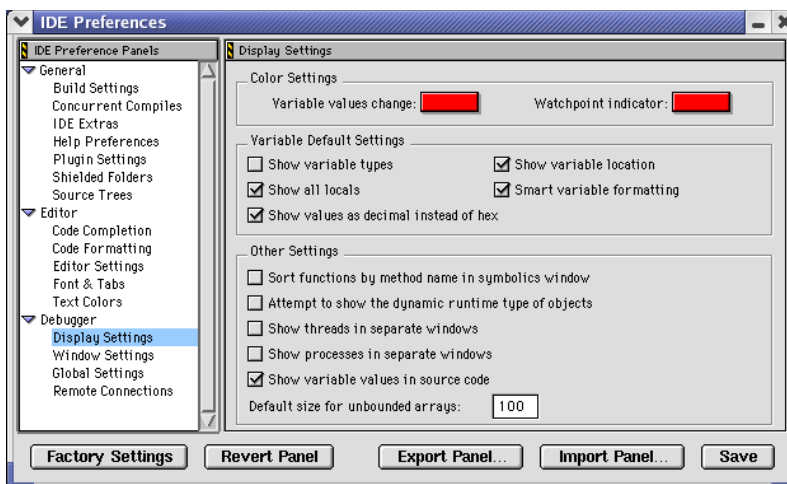 IDE Preferences
IDE Preference Panels
General
Build Settings
Concurrent Compiles
IDE Extras
Help Preferences
Plugin Settings
Shielded Folders
Source Trees
Editor
Code Completion
Code Formatting
Editor Settings
Font & Tabs
Text Colors
Debugger
Display Settings
Window Settings
Global Settings
Remote Connections
Display Settings
Color Settings
Variable values change: Watchpoint indicator:
Variable Default Settings
Show variable types Show variable location
Show all locals Smart variable formatting
Show values as decimal instead of hex
Other Settings
Sort functions by method name in symbolics window
Attempt to show the dynamic runtime type of objects
Show threads in separate windows
Show processes in separate windows
Show variable values in source code
Default size for unbounded arrays: 100
Factory Settings Revert Panel Export Panel... Import Panel... Save